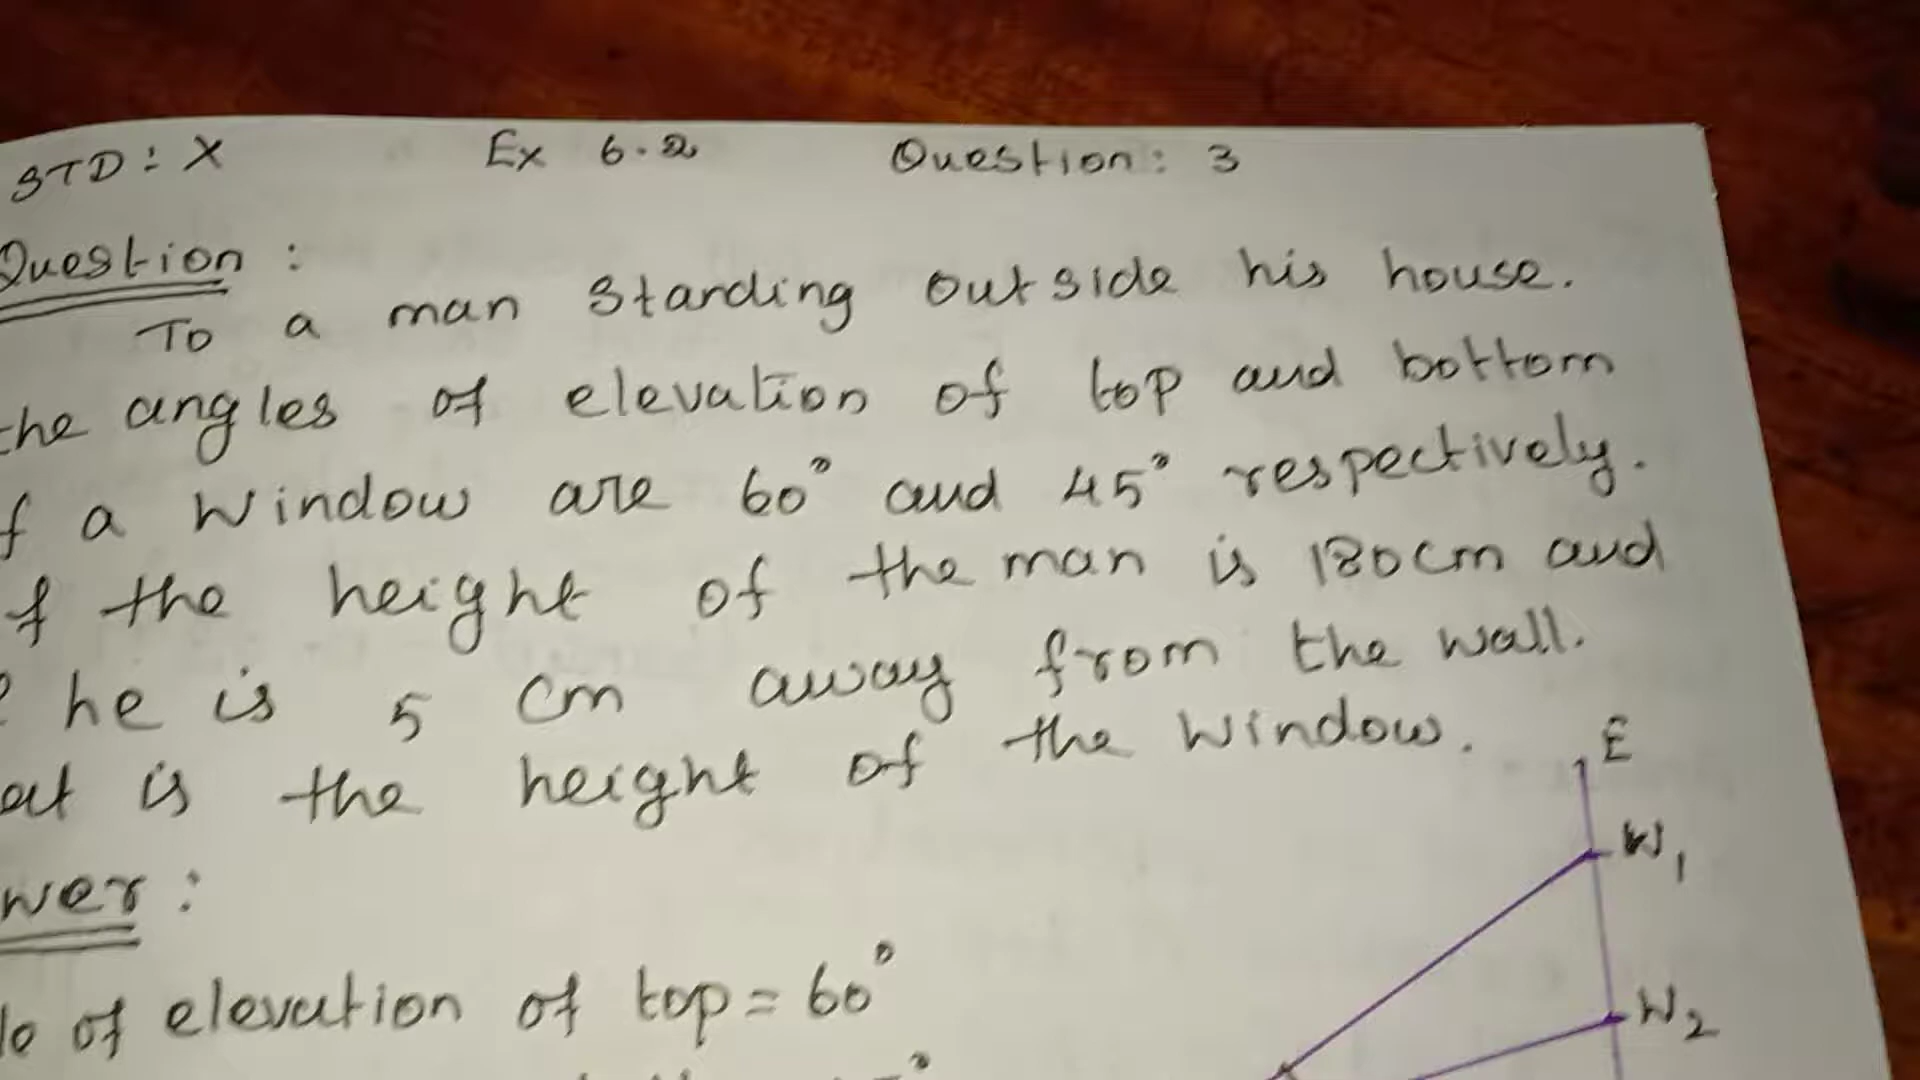 STD: X Ex 6.2 Question: 3
Question:
To a man standing outside his house.
the angles of elevation of top and bottom
f a window are 60° and 45° respectively.
f the height of the man is 180cm and
he is 5 cm away from the wall.
at is the height of the window.
wer:
le of elevation of top = 60°
E
W1
W2